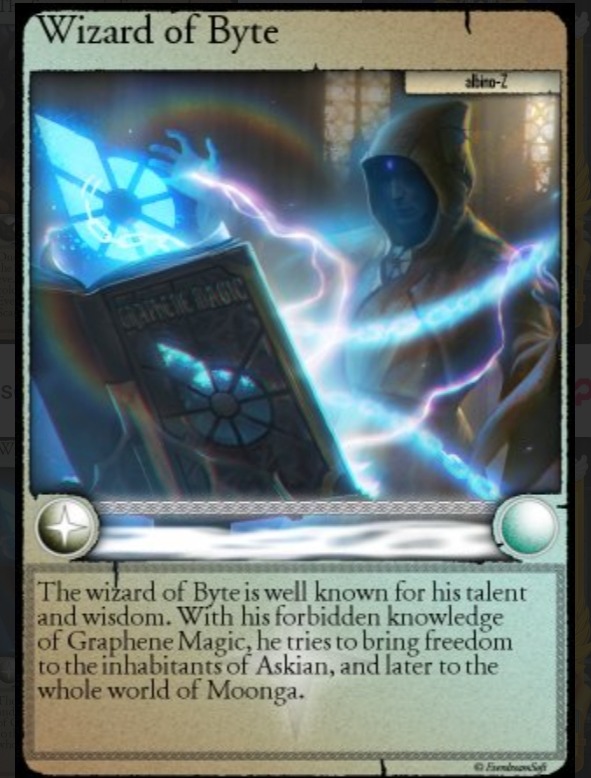 Wizard of Byte
albino-Z
GRAPHENE MAGIC
The wizard of Byte is well known for his talent
and wisdom. With his forbidden knowledge
of Graphene Magic, he tries to bring freedom
to the inhabitants of Askian, and later to the
whole world of Moonga.
© EverdreamSoft